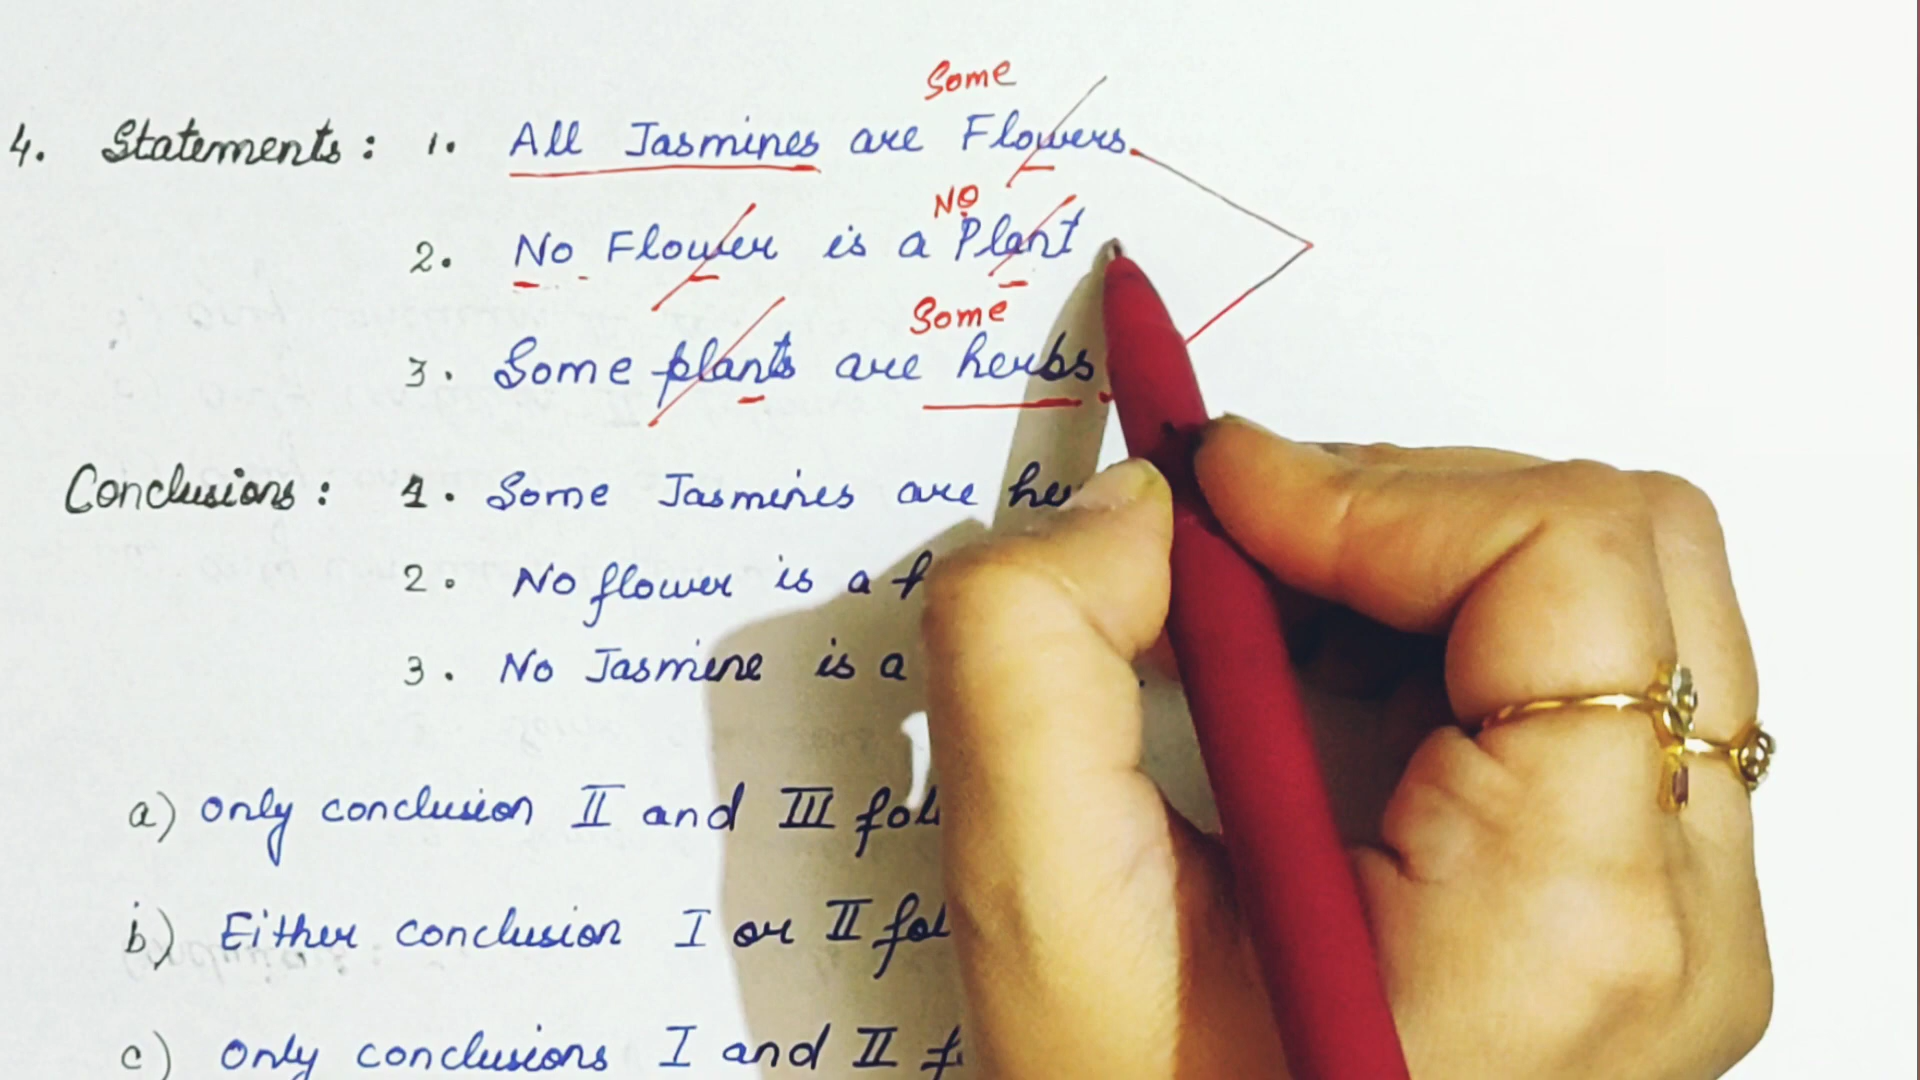 Some
4. Statements: 1. All Jasmines are Flowers.
No
2. No Flower is a Plant
Some
3. Some plants are herbs.
Conclusions: 1. Some Jasmines are
2. No flower is a
3. No Jasmine is a
a) only conclusion II and III
b) Either conclusion I or II
c) only conclusions I and II